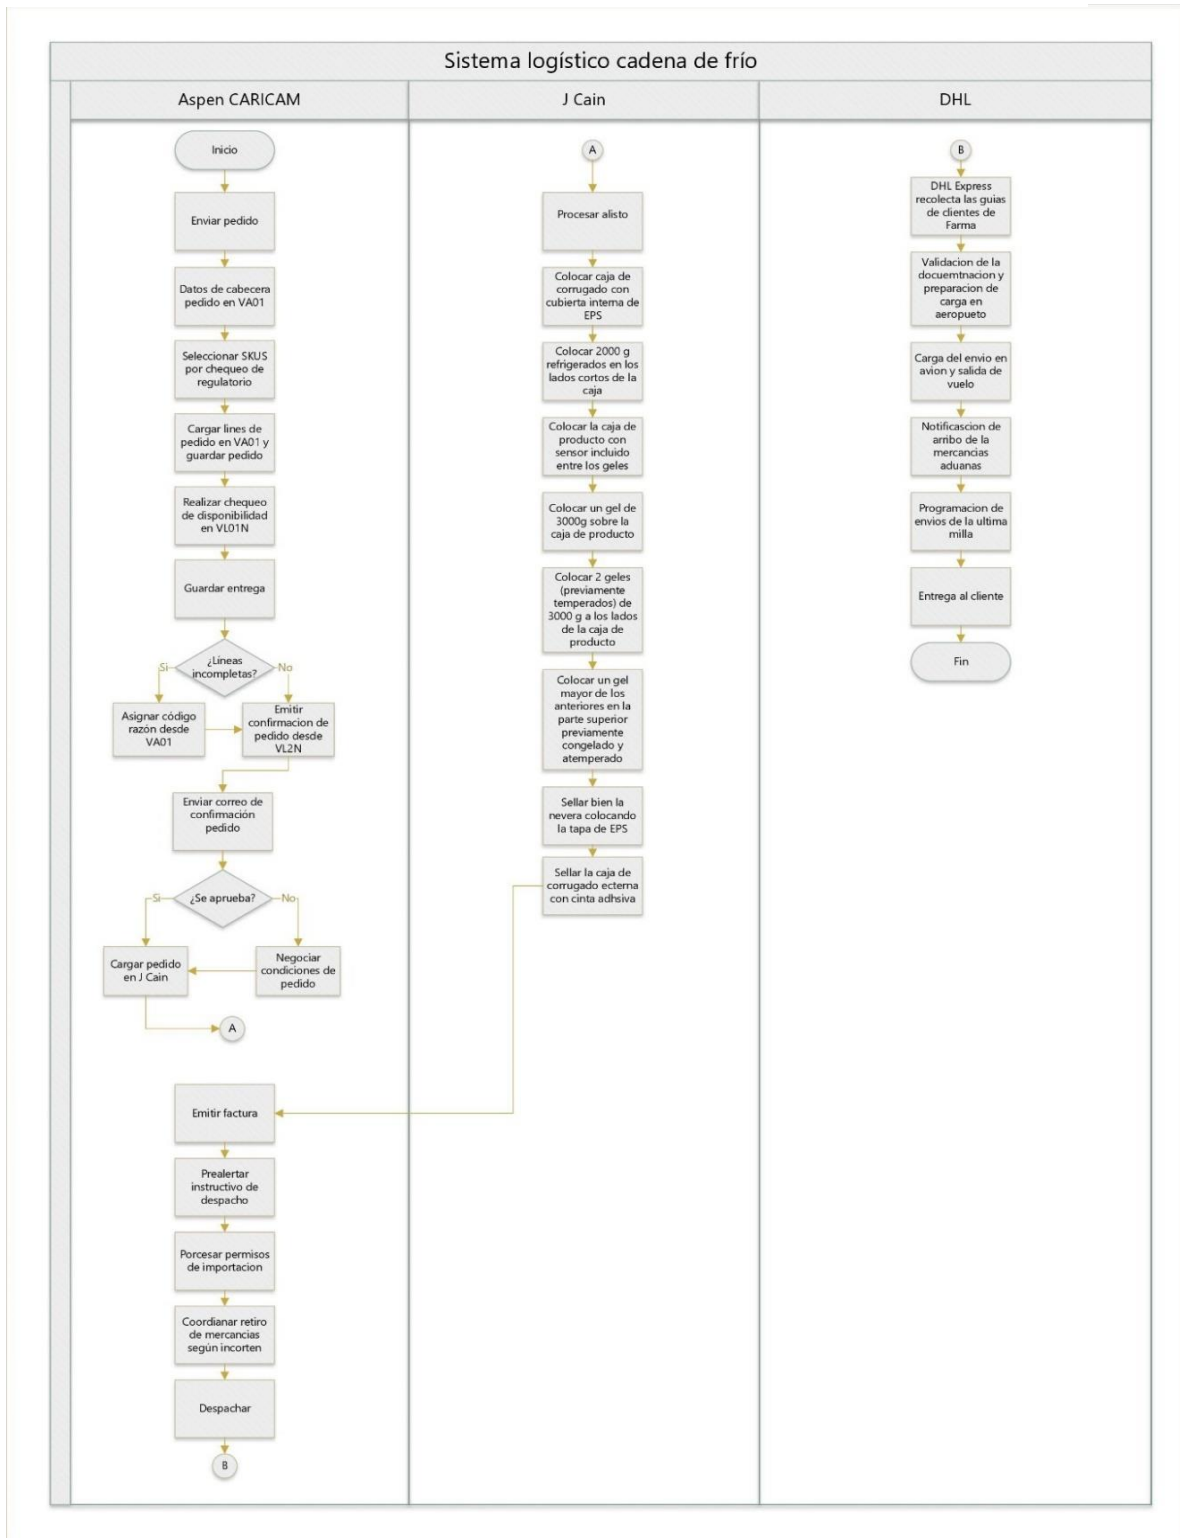 Sistema logístico cadena de frío
Aspen CARICAM
J Cain
DHL
Inicio
Enviar pedido
Datos de cabecera
pedido en VA01
Seleccionar SKUS
por chequeo de
regulatorio
Cargar lines de
pedido en VA01 y
guardar pedido
Realizar chequeo
de disponibilidad
en VL01N
Guardar entrega
¿Líneas
incompletas?
Si
No
Asignar código
razón desde
VA01
Emitir
confirmacion de
pedido desde
VL2N
Enviar correo de
confirmación
pedido
¿Se aprueba?
Si
No
Cargar pedido
en J Cain
Negociar
condiciones de
pedido
A
Emitir factura
Prealertar
instructivo de
despacho
Porcesar permisos
de importacion
Coordianar retiro
de mercancias
según incorten
Despachar
B
A
Procesar alisto
Colocar caja de
corrugado con
cubierta interna de
EPS
Colocar 2000 g
refrigerados en los
lados cortos de la
caja
Colocar la caja de
producto con
sensor incluido
entre los geles
Colocar un gel de
3000g sobre la
caja de producto
Colocar 2 geles
(previamente
temperados) de
3000 g a los lados
de la caja de
producto
Colocar un gel
mayor de los
anteriores en la
parte superior
previamente
congelado y
atemperado
Sellar bien la
nevera colocando
la tapa de EPS
Sellar la caja de
corrugado ecterna
con cinta adhsiva
B
DHL Express
recolecta las guias
de clientes de
Farma
Validacion de la
docuemtnacion y
preparacion de
carga en
aeropueto
Carga del envio en
avion y salida de
vuelo
Notificascion de
arribo de la
mercancias
aduanas
Programacion de
envios de la ultima
milla
Entrega al cliente
Fin